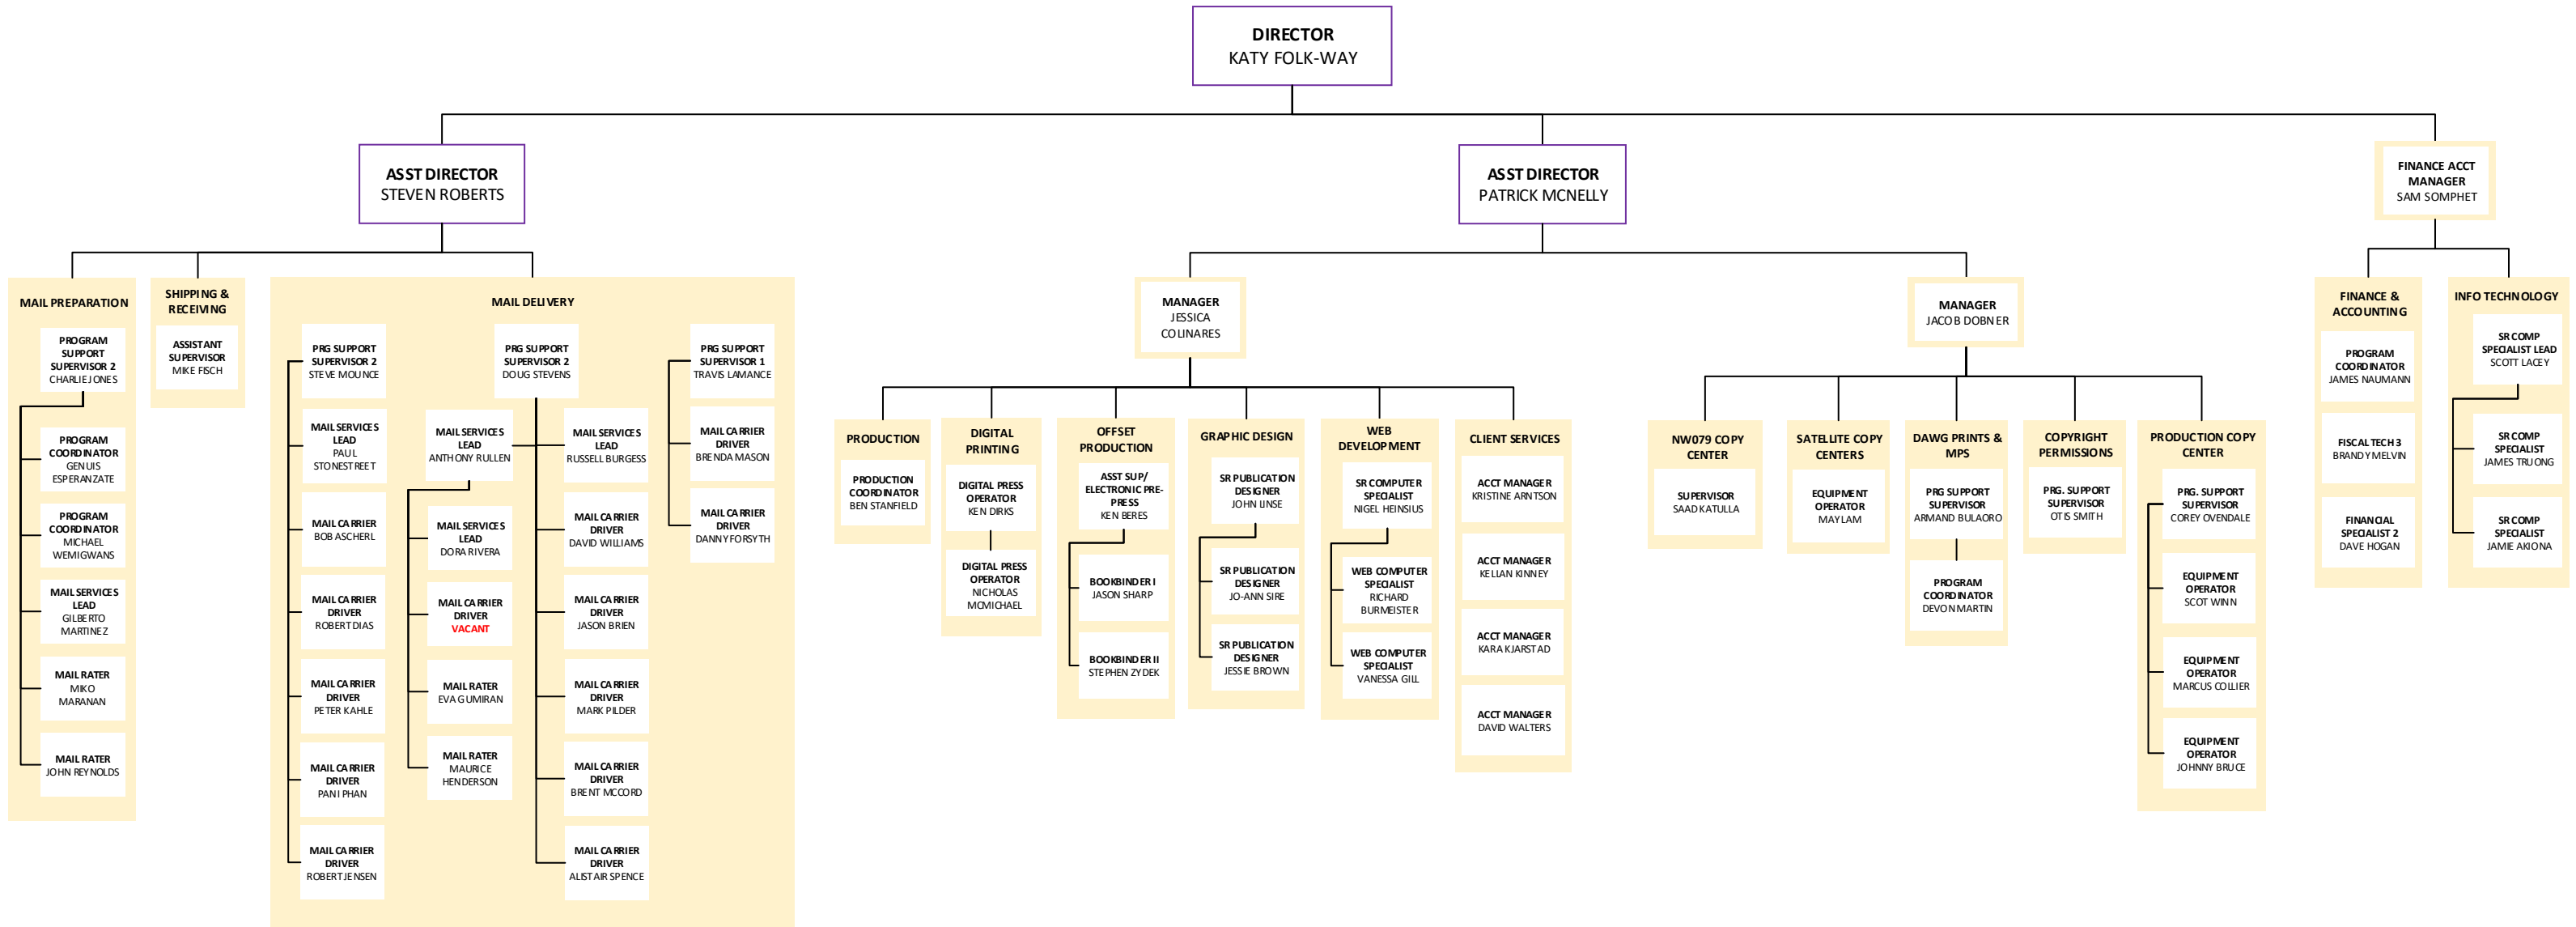 DIRECTOR
KATY FOLK-WAY
ASST DIRECTOR
STEVEN ROBERTS
ASST DIRECTOR
PATRICK MCNELLY
FINANCE ACCT
MANAGER
SAM SOMPHET
MAIL PREPARATION
PROGRAM
SUPPORT
SUPERVISOR 2
CHARLIE JONES
PROGRAM
COORDINATOR
GENUIS
ESPERANZATE
PROGRAM
COORDINATOR
MICHAEL
WEMIGWANS
MAIL SERVICES
LEAD
GILBERTO
MARTINEZ
MAIL RATER
MIKO
MARANAN
MAIL RATER
JOHN REYNOLDS
SHIPPING &
RECEIVING
ASSISTANT
SUPERVISOR
MIKE FISCH
MAIL DELIVERY
PRG SUPPORT
SUPERVISOR 2
STEVE MOUNCE
MAIL SERVICES
LEAD
PAUL
STONESTREET
MAIL CARRIER
BOB ASCHERL
MAIL CARRIER
DRIVER
ROBERT DIAS
MAIL CARRIER
DRIVER
PETER KAHLE
MAIL CARRIER
DRIVER
PANI PHAN
MAIL CARRIER
DRIVER
ROBERT JENSEN
PRG SUPPORT
SUPERVISOR 2
DOUG STEVENS
MAIL SERVICES
LEAD
ANTHONY RULLEN
MAIL SERVICES
LEAD
DORA RIVERA
MAIL CARRIER
DRIVER
VACANT
MAIL RATER
EVA GUMIRAN
MAIL RATER
MAURICE
HENDERSON
MAIL SERVICES
LEAD
RUSSELL BURGESS
MAIL CARRIER
DRIVER
DAVID WILLIAMS
MAIL CARRIER
DRIVER
JASON BRIEN
MAIL CARRIER
DRIVER
MARK PILDER
MAIL CARRIER
DRIVER
BRENT MCCORD
MAIL CARRIER
DRIVER
ALISTAIR SPENCE
PRG SUPPORT
SUPERVISOR 1
TRAVIS LAMANCE
MAIL CARRIER
DRIVER
BRENDA MASON
MAIL CARRIER
DRIVER
DANNY FORSYTH
MANAGER
JESSICA
COLINARES
PRODUCTION
PRODUCTION
COORDINATOR
BEN STANFIELD
DIGITAL
PRINTING
DIGITAL PRESS
OPERATOR
KEN DIRKS
DIGITAL PRESS
OPERATOR
NICHOLAS
MCMICHAEL
OFFSET
PRODUCTION
ASST SUP/
ELECTRONIC PRE-
PRESS
KEN BERES
BOOKBINDER I
JASON SHARP
BOOKBINDER II
STEPHEN ZYDEK
GRAPHIC DESIGN
SR PUBLICATION
DESIGNER
JOHN LINSE
SR PUBLICATION
DESIGNER
JO-ANN SIRE
SR PUBLICATION
DESIGNER
JESSIE BROWN
WEB
DEVELOPMENT
SR COMPUTER
SPECIALIST
NIGEL HEINSIUS
WEB COMPUTER
SPECIALIST
RICHARD
BURMEISTER
WEB COMPUTER
SPECIALIST
VANESSA GILL
CLIENT SERVICES
ACCT MANAGER
KRISTINE ARNTSON
ACCT MANAGER
KELLAN KINNEY
ACCT MANAGER
KARA KJARSTAD
ACCT MANAGER
DAVID WALTERS
MANAGER
JACOB DOBNER
NW079 COPY
CENTER
SUPERVISOR
SAAD KATULLA
SATELLITE COPY
CENTERS
EQUIPMENT
OPERATOR
MAY LAM
DAWG PRINTS &
MPS
PRG SUPPORT
SUPERVISOR
ARMAND BULAORO
PROGRAM
COORDINATOR
DEVON MARTIN
COPYRIGHT
PERMISSIONS
PRG. SUPPORT
SUPERVISOR
OTIS SMITH
PRODUCTION COPY
CENTER
PRG. SUPPORT
SUPERVISOR
COREY OVENDALE
EQUIPMENT
OPERATOR
SCOT WINN
EQUIPMENT
OPERATOR
MARCUS COLLIER
EQUIPMENT
OPERATOR
JOHNNY BRUCE
FINANCE &
ACCOUNTING
PROGRAM
COORDINATOR
JAMES NAUMANN
FISCAL TECH 3
BRANDY MELVIN
FINANCIAL
SPECIALIST 2
DAVE HOGAN
INFO TECHNOLOGY
SR COMP
SPECIALIST LEAD
SCOTT LACEY
SR COMP
SPECIALIST
JAMES TRUONG
SR COMP
SPECIALIST
JAMIE AKIONA